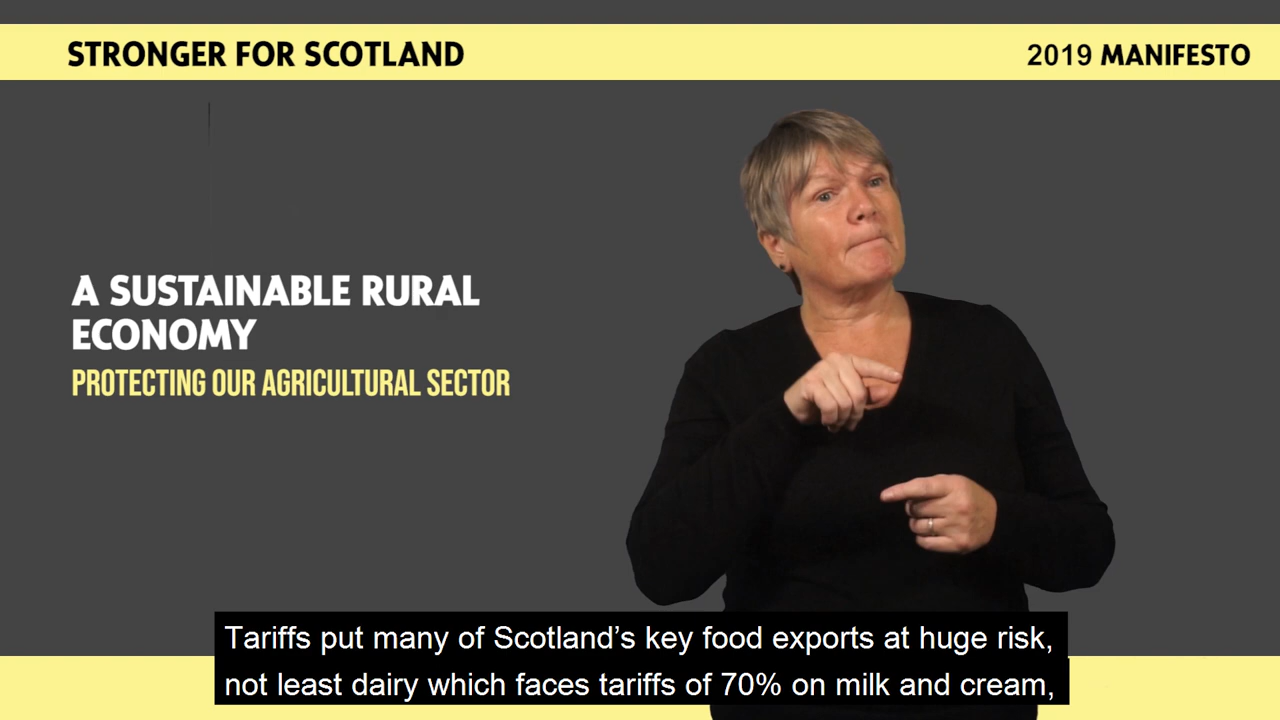 STRONGER FOR SCOTLAND
2019 MANIFESTO
A SUSTAINABLE RURAL
ECONOMY
PROTECTING OUR AGRICULTURAL SECTOR
Tariffs put many of Scotland’s key food exports at huge risk,
not least dairy which faces tariffs of 70% on milk and cream,